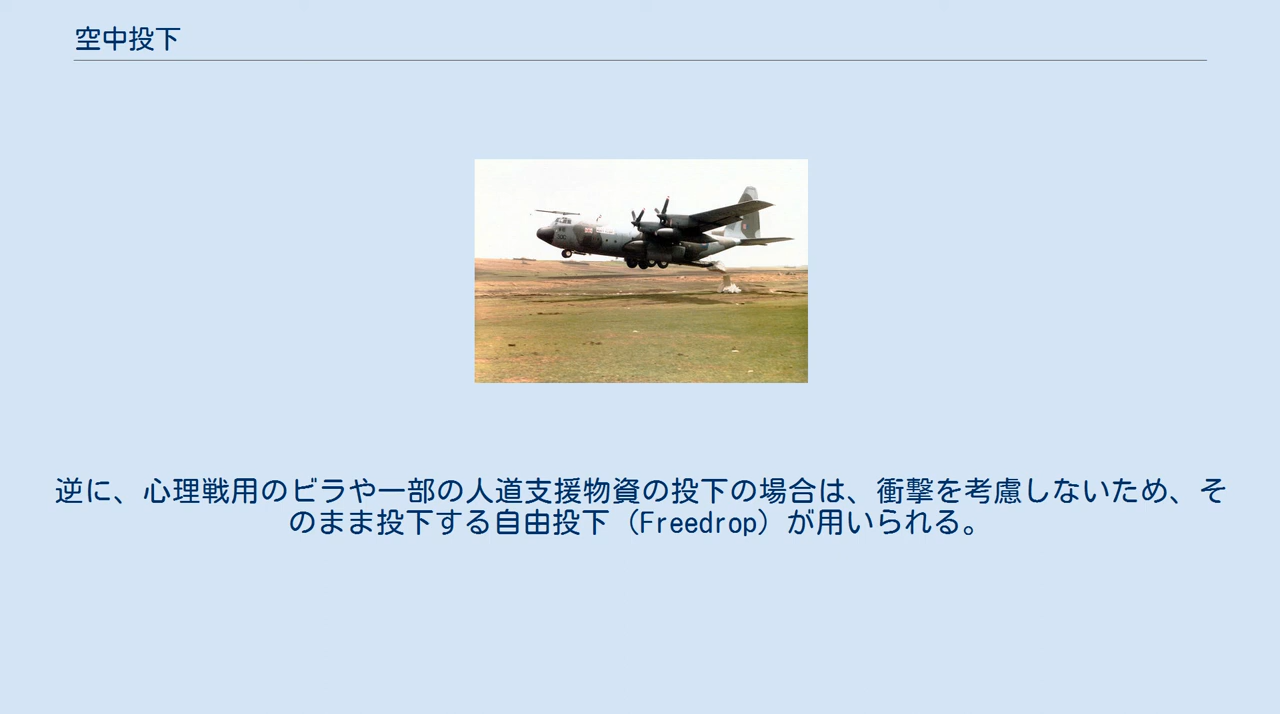 空中投下
逆に、心理戦用のビラや一部の人道支援物資の投下の場合は、衝撃を考慮しないため、そ
のまま投下する自由投下（Freedrop）が用いられる。